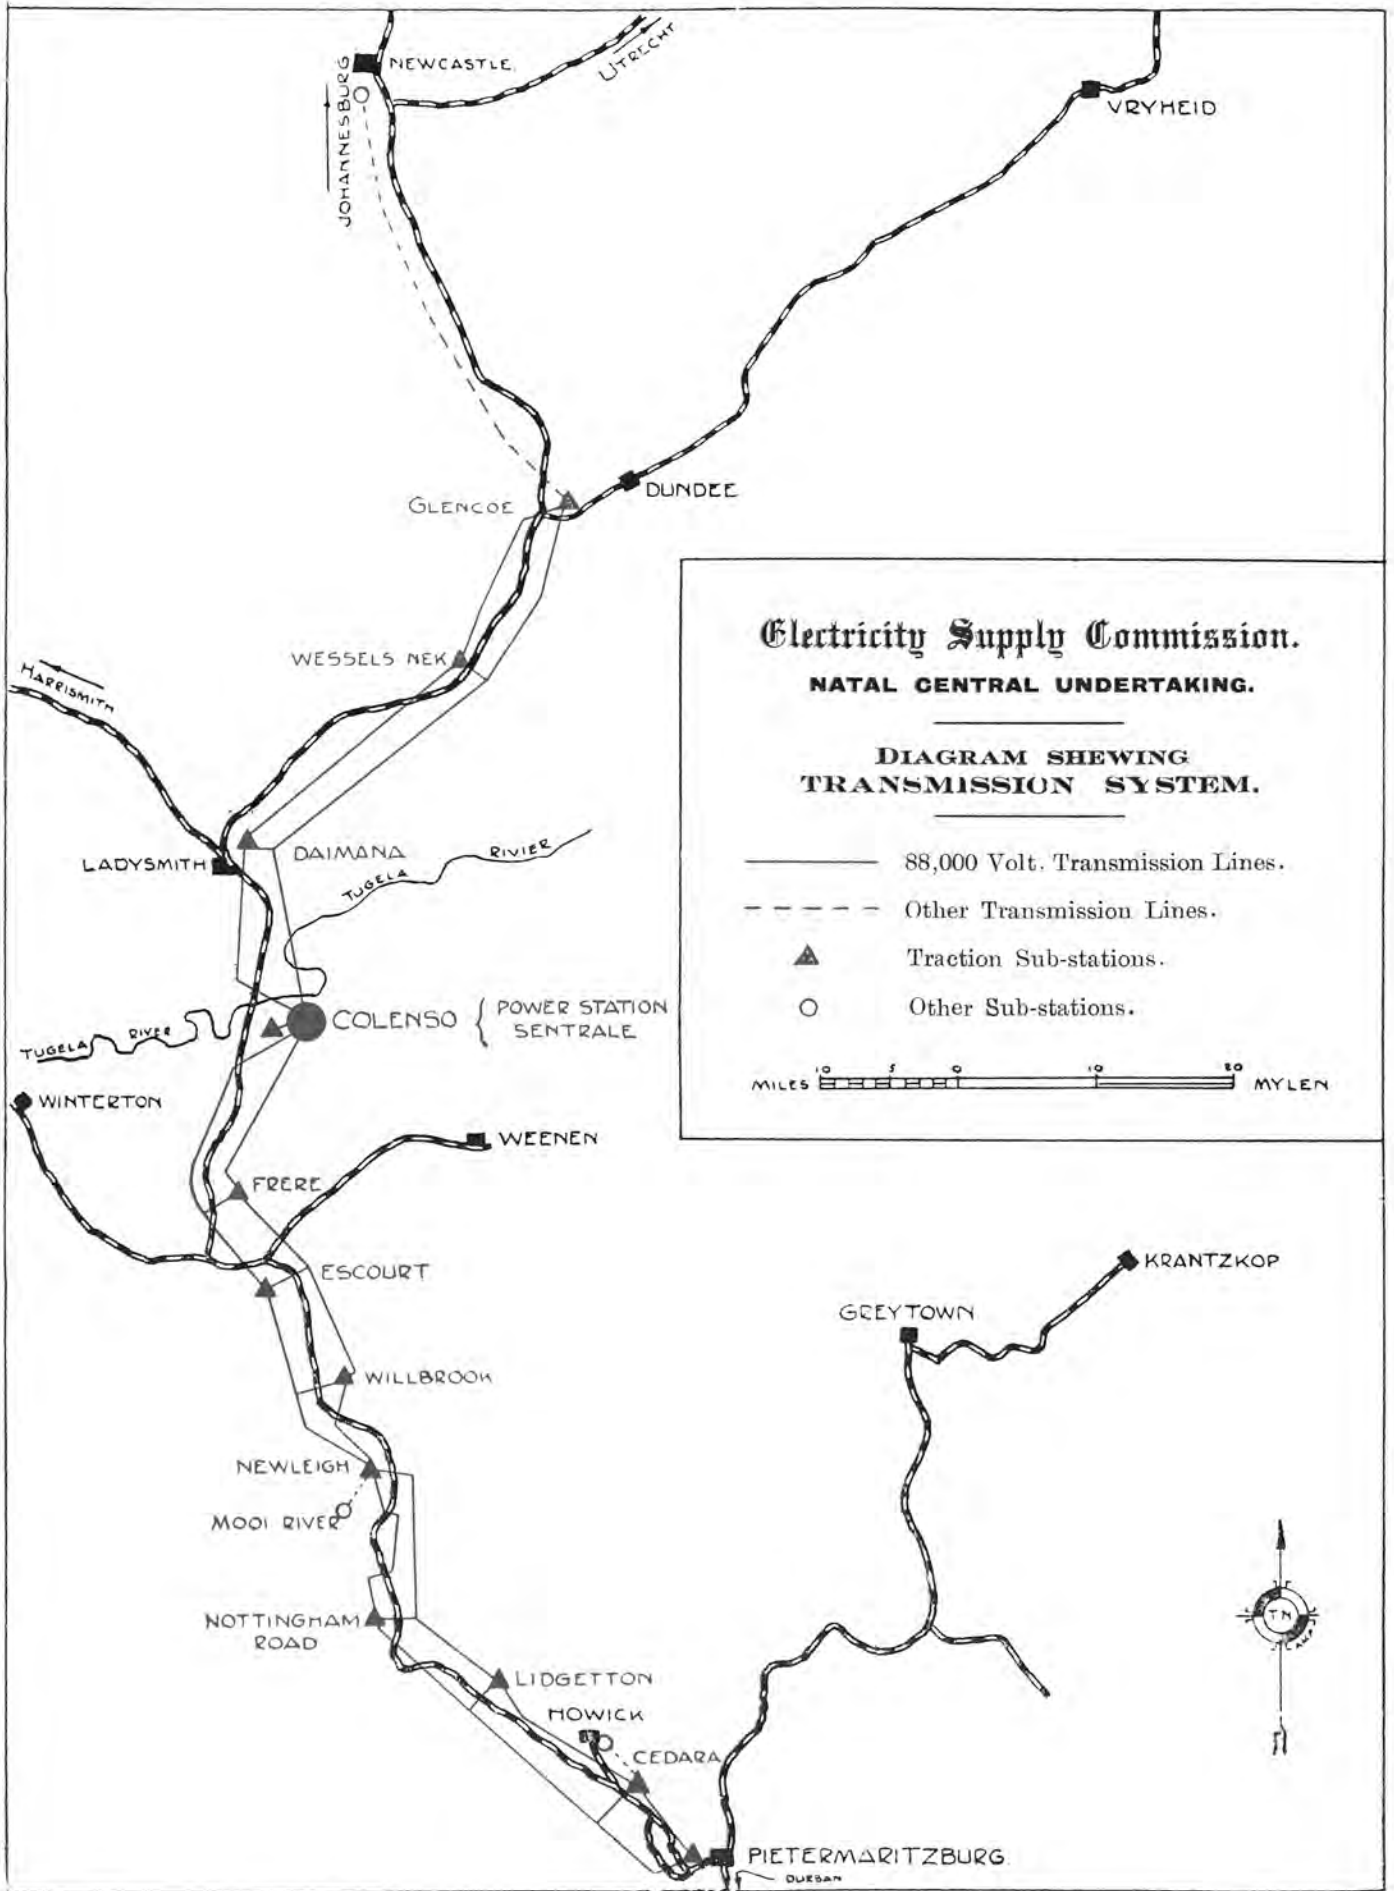 JOHANNESBURG
NEWCASTLE.
UTRECHT
VRYHEID
GLENCOE
DUNDEE
WESSELS NEK
HARRISMITH
Electricity Supply Commission.
NATAL CENTRAL UNDERTAKING.
DIAGRAM SHEWING
TRANSMISSION SYSTEM.
88,000 Volt. Transmission Lines.
Other Transmission Lines.
Traction Sub-stations.
Other Sub-stations.
MILES 10 5 0 10 20 MYLEN
LADYSMITH
DAIMANA
TUGELA RIVIER
COLENSO { POWER STATION
SENTRALE
TUGELA RIVER
WINTERTON
WEENEN
FRERE
ESCOURT
KRANTZKOP
GREYTOWN
WILLBROOK
NEWLEIGH
MOOI RIVER
NOTTINGHAM
ROAD
LIDGETTON
HOWICK
CEDARA
TN
PIETERMARITZBURG.
DURBAN